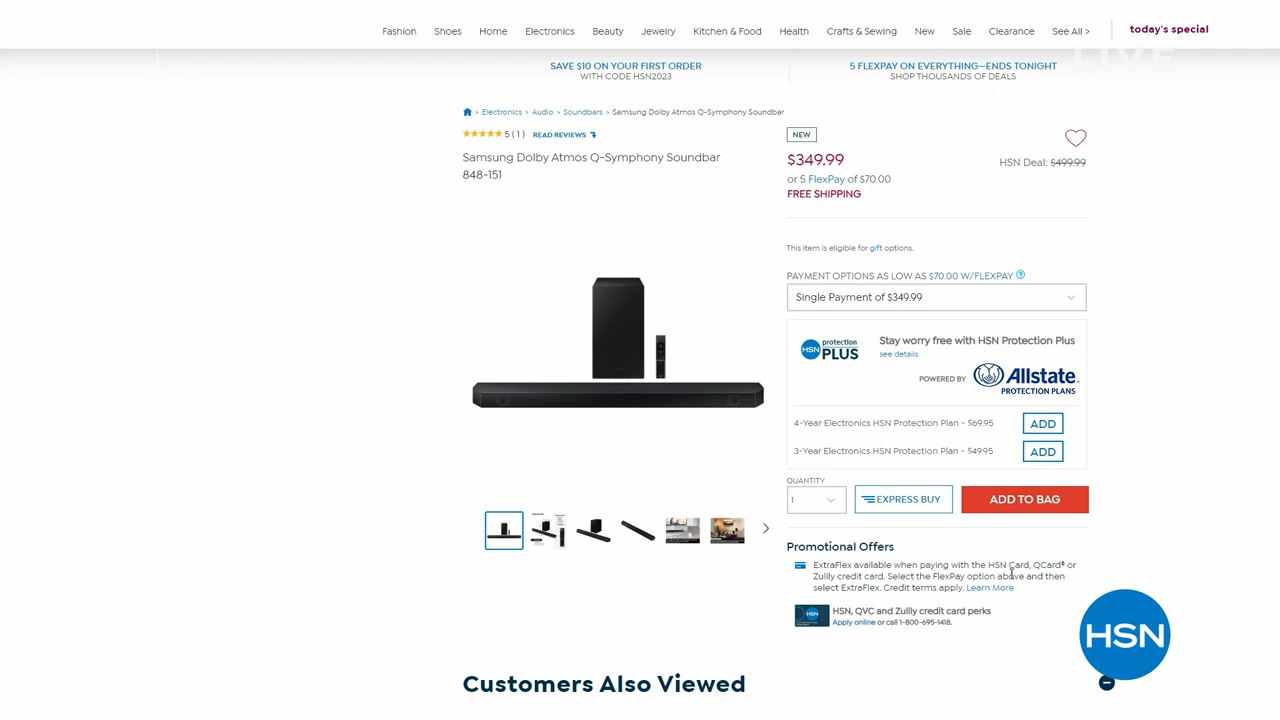 Fashion Shoes Home Electronics Beauty Jewelry Kitchen & Food Health Crafts & Sewing New Sale Clearance See All > today's special
LIVE
SAVE $10 ON YOUR FIRST ORDER
WITH CODE HSN2023
5 FLEXPAY ON EVERYTHING—ENDS TONIGHT
SHOP THOUSANDS OF DEALS
> Electronics > Audio > Soundbars > Samsung Dolby Atmos Q-Symphony Soundbar
5 (1) READ REVIEWS
Samsung Dolby Atmos Q-Symphony Soundbar
848-151
NEW
$349.99
HSN Deal: $499.99
or 5 FlexPay of $70.00
FREE SHIPPING
This item is eligible for gift options.
PAYMENT OPTIONS AS LOW AS $70.00 W/FLEXPAY ?
Single Payment of $349.99
HSN protection PLUS
Stay worry free with HSN Protection Plus
see details
POWERED BY Allstate PROTECTION PLANS
4-Year Electronics HSN Protection Plan - $69.95 ADD
3-Year Electronics HSN Protection Plan - $49.95 ADD
QUANTITY
1 EXPRESS BUY ADD TO BAG
Promotional Offers
ExtraFlex available when paying with the HSN Card, QCard® or
Zulily credit card. Select the FlexPay option above and then
select ExtraFlex. Credit terms apply. Learn More
HSN
HSN, QVC and Zulily credit card perks
Apply online or call 1-800-695-1418.
HSN
Customers Also Viewed